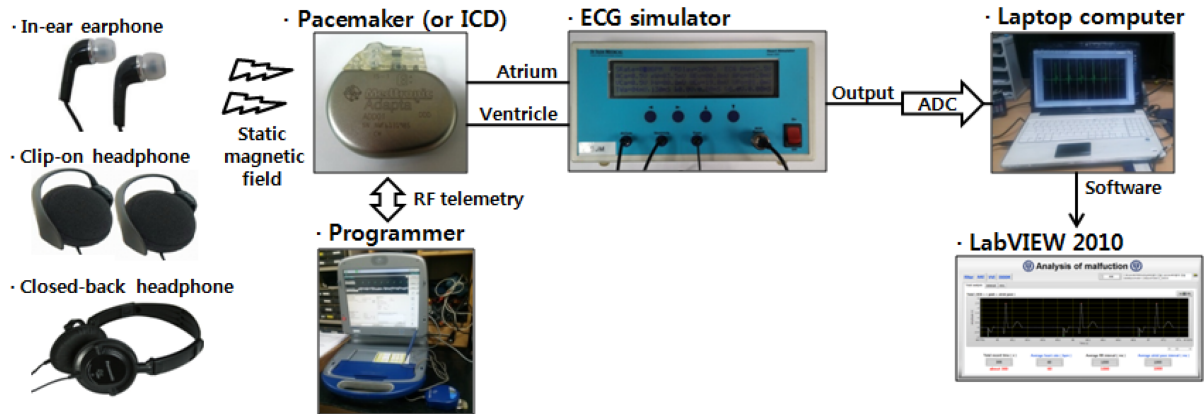 · In-ear earphone
· Clip-on headphone
· Closed-back headphone
Static
magnetic
field
· Pacemaker (or ICD)
Medtronic
Adapta
Atrium
Ventricle
RF telemetry
· Programmer
· ECG simulator
Output
ADC
· Laptop computer
Software
· LabVIEW 2010
Analysis of malfuction